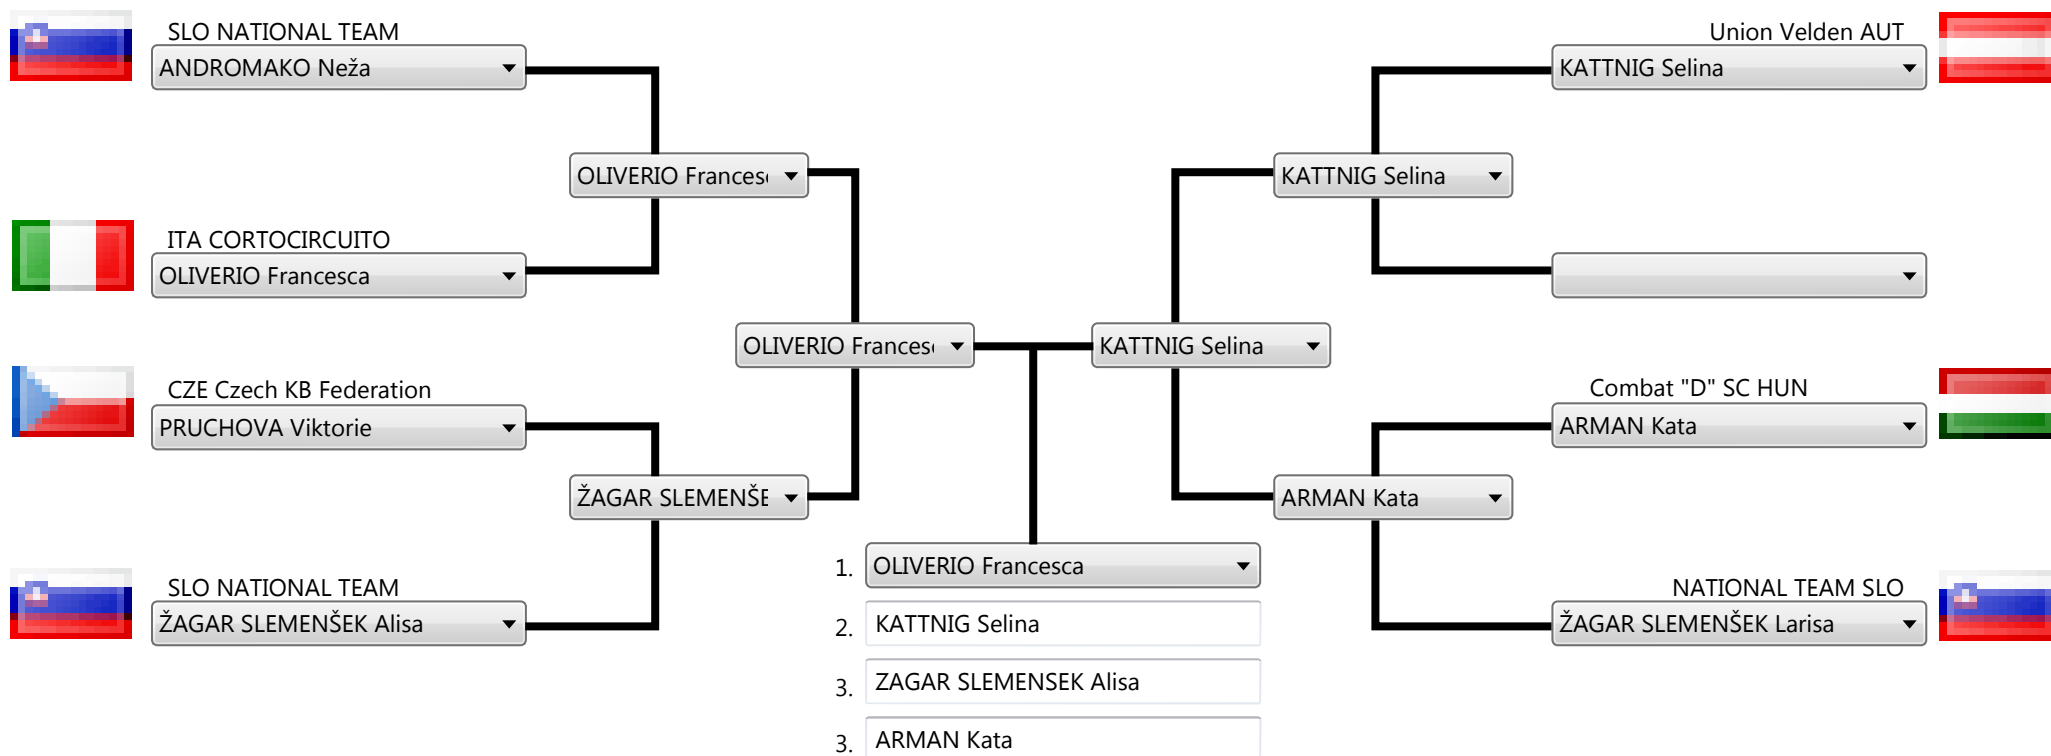 SLO NATIONAL TEAM
ANDROMAKO Neža
Union Velden AUT
KATTNIG Selina
OLIVERIO Frances
KATTNIG Selina
ITA CORTOCIRCUITO
OLIVERIO Francesca
OLIVERIO Frances
KATTNIG Selina
CZE Czech KB Federation
PRUCHOVA Viktorie
Combat "D" SC HUN
ARMAN Kata
ŽAGAR SLEMENŠE
ARMAN Kata
SLO NATIONAL TEAM
ŽAGAR SLEMENŠEK Alisa
NATIONAL TEAM SLO
ŽAGAR SLEMENŠEK Larisa
1. OLIVERIO Francesca
2. KATTNIG Selina
3. ZAGAR SLEMENSEK Alisa
3. ARMAN Kata